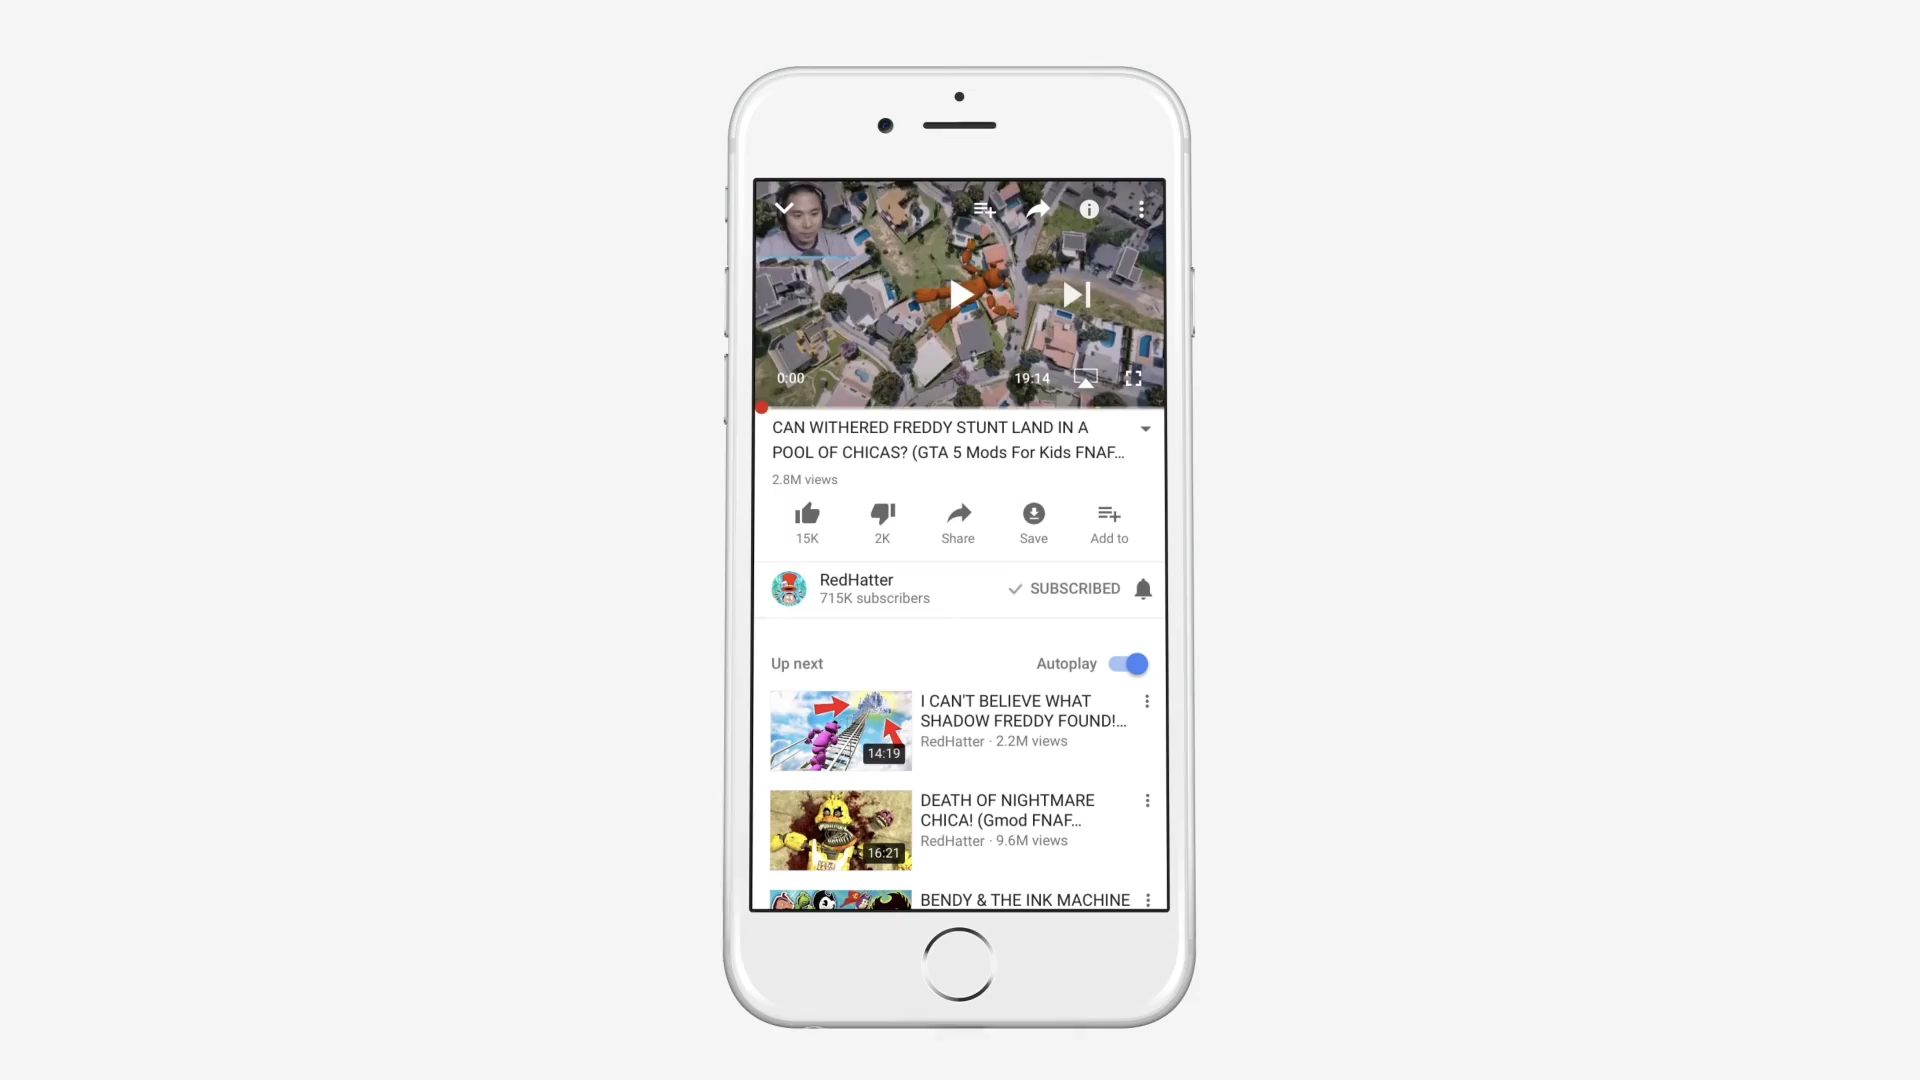 0:00
19:14
CAN WITHERED FREDDY STUNT LAND IN A
POOL OF CHICAS? (GTA 5 Mods For Kids FNAF...
2.8M views
15K
2K
Share
Save
Add to
RedHatter
715K subscribers
SUBSCRIBED
Up next
Autoplay
14:19
I CAN'T BELIEVE WHAT
SHADOW FREDDY FOUND!...
RedHatter · 2.2M views
16:21
DEATH OF NIGHTMARE
CHICA! (Gmod FNAF...
RedHatter · 9.6M views
BENDY & THE INK MACHINE